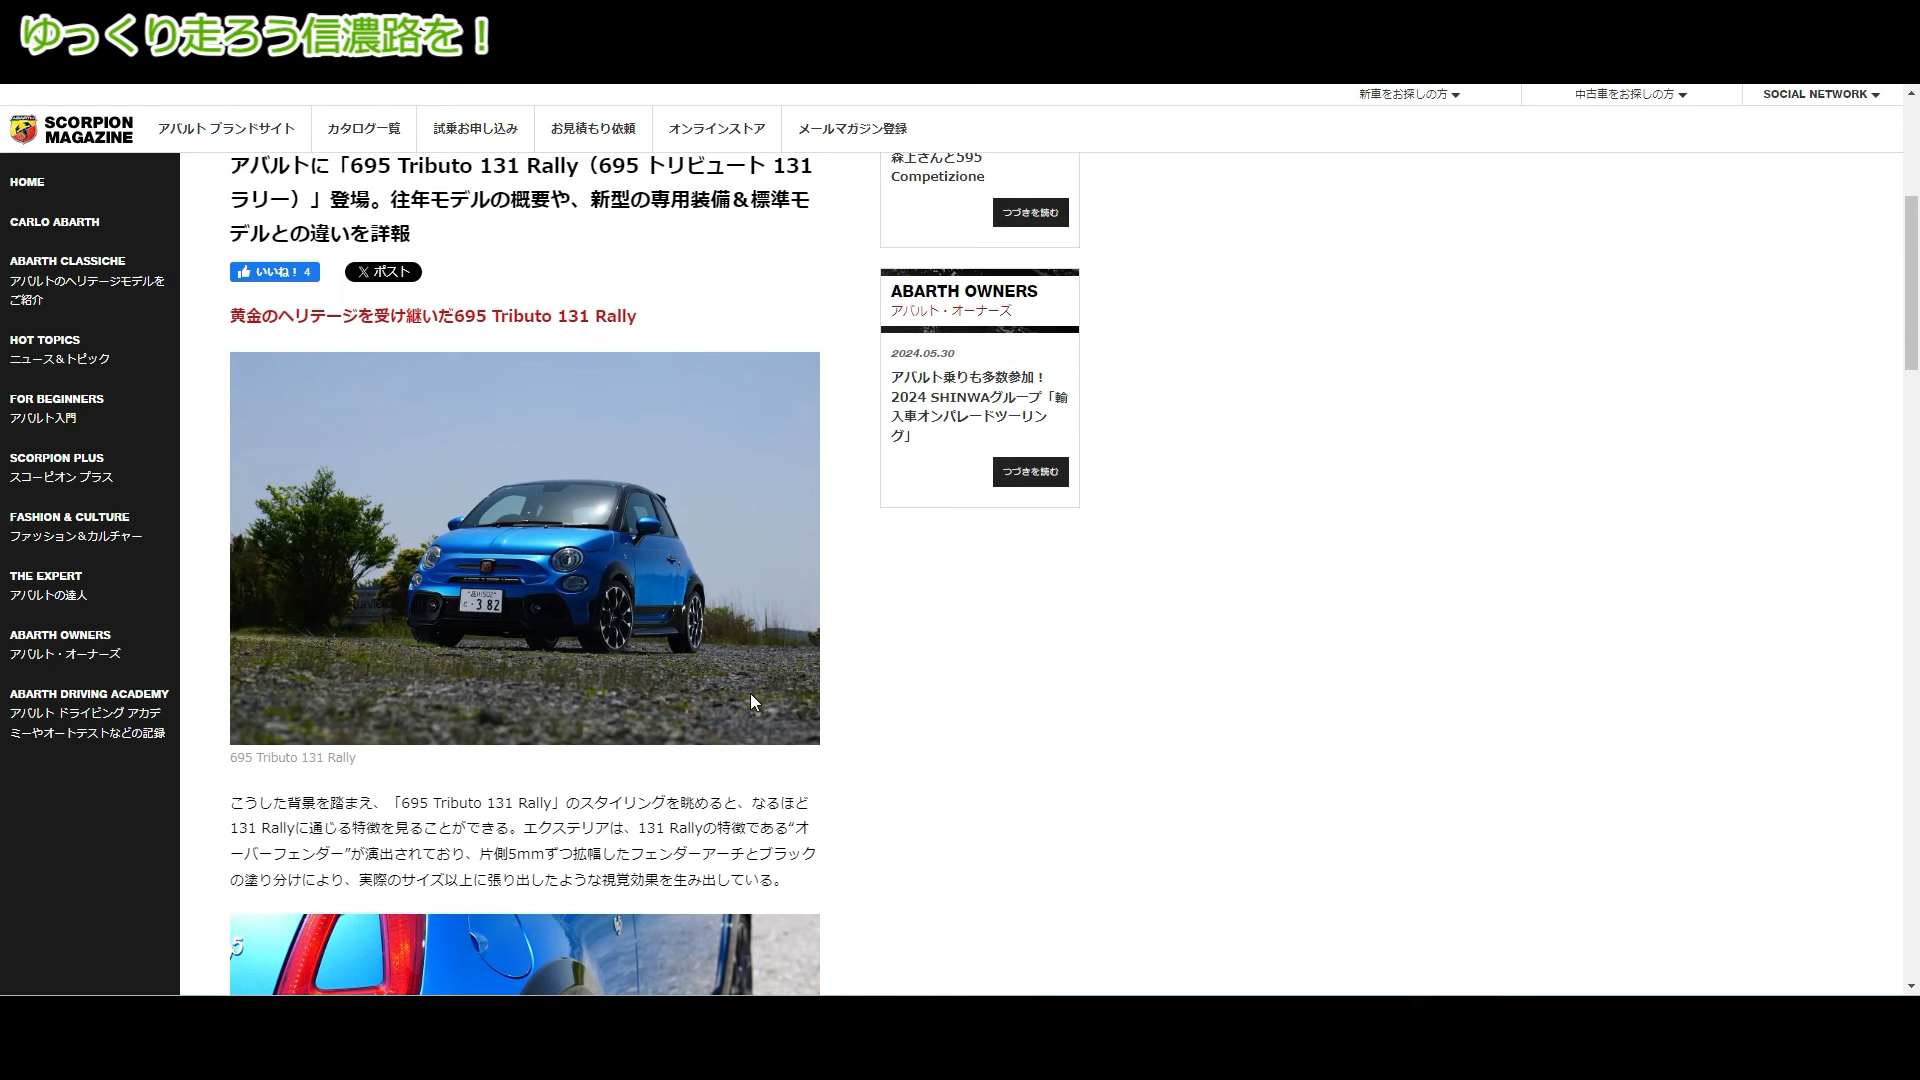 ゆっくり走ろう信濃路を！
新車をお探しの方
中古車をお探しの方
SOCIAL NETWORK
SCORPION
MAGAZINE
アバルト ブランドサイト
カタログ一覧
試乗お申し込み
お見積もり依頼
オンラインストア
メールマガジン登録
HOME
CARLO ABARTH
ABARTH CLASSICHE
アバルトのヘリテージモデルを
ご紹介
HOT TOPICS
ニュース＆トピック
FOR BEGINNERS
アバルト入門
SCORPION PLUS
スコーピオン プラス
FASHION & CULTURE
ファッション＆カルチャー
THE EXPERT
アバルトの達人
ABARTH OWNERS
アバルト・オーナーズ
ABARTH DRIVING ACADEMY
アバルト ドライビング アカデ
ミーやオートテストなどの記録
アバルトに「695 Tributo 131 Rally（695 トリビュート 131
ラリー）」登場。往年モデルの概要や、新型の専用装備＆標準モ
デルとの違いを詳報
いいね！ 4
ポスト
黄金のヘリテージを受け継いだ695 Tributo 131 Rally
品川502
382
695 Tributo 131 Rally
こうした背景を踏まえ、「695 Tributo 131 Rally」のスタイリングを眺めると、なるほど
131 Rallyに通じる特徴を見ることができる。エクステリアは、131 Rallyの特徴である“オ
ーバーフェンダー”が演出されており、片側5mmずつ拡幅したフェンダーアーチとブラック
の塗り分けにより、実際のサイズ以上に張り出したような視覚効果を生み出している。
森上さんと595
Competizione
つづきを読む
ABARTH OWNERS
アバルト・オーナーズ
2024.05.30
アバルト乗りも多数参加！
2024 SHINWAグループ「輸
入車オンパレードツーリン
グ」
つづきを読む